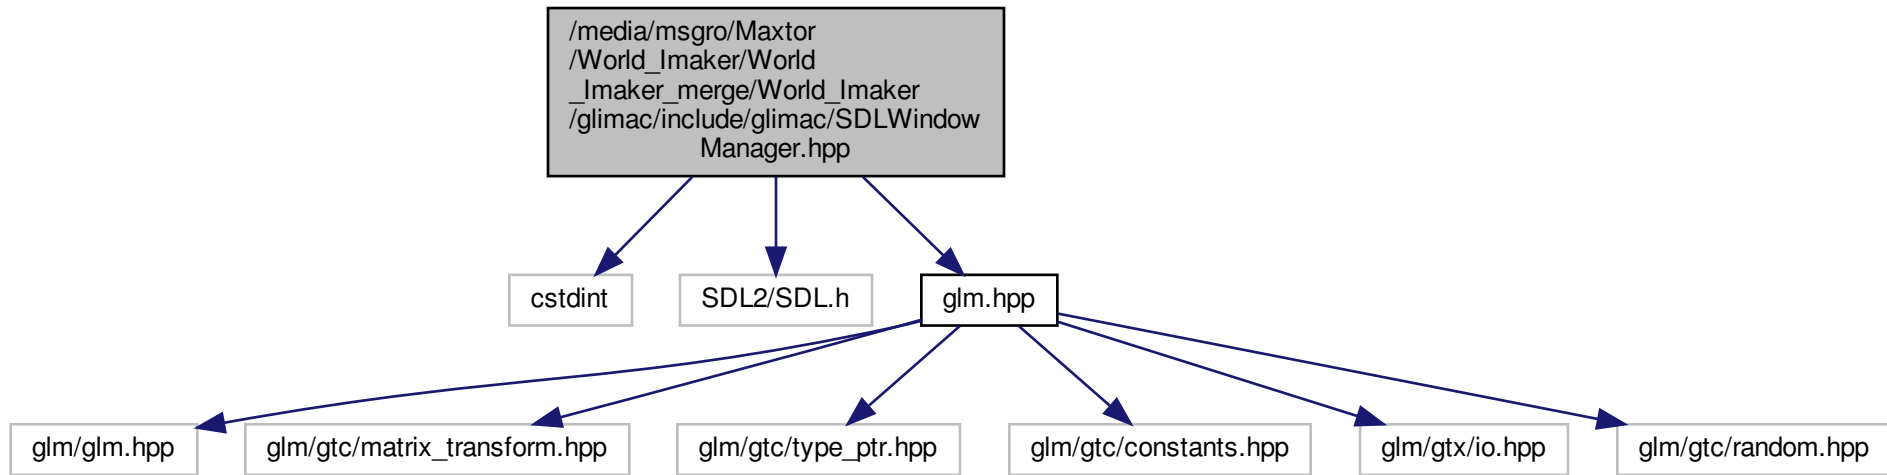 /media/msgro/Maxtor
/World_Imaker/World
_Imaker_merge/World_Imaker
/glimac/include/glimac/SDLWindow
Manager.hpp
cstdint
SDL2/SDL.h
glm.hpp
glm/glm.hpp
glm/gtc/matrix_transform.hpp
glm/gtc/type_ptr.hpp
glm/gtc/constants.hpp
glm/gtx/io.hpp
glm/gtc/random.hpp